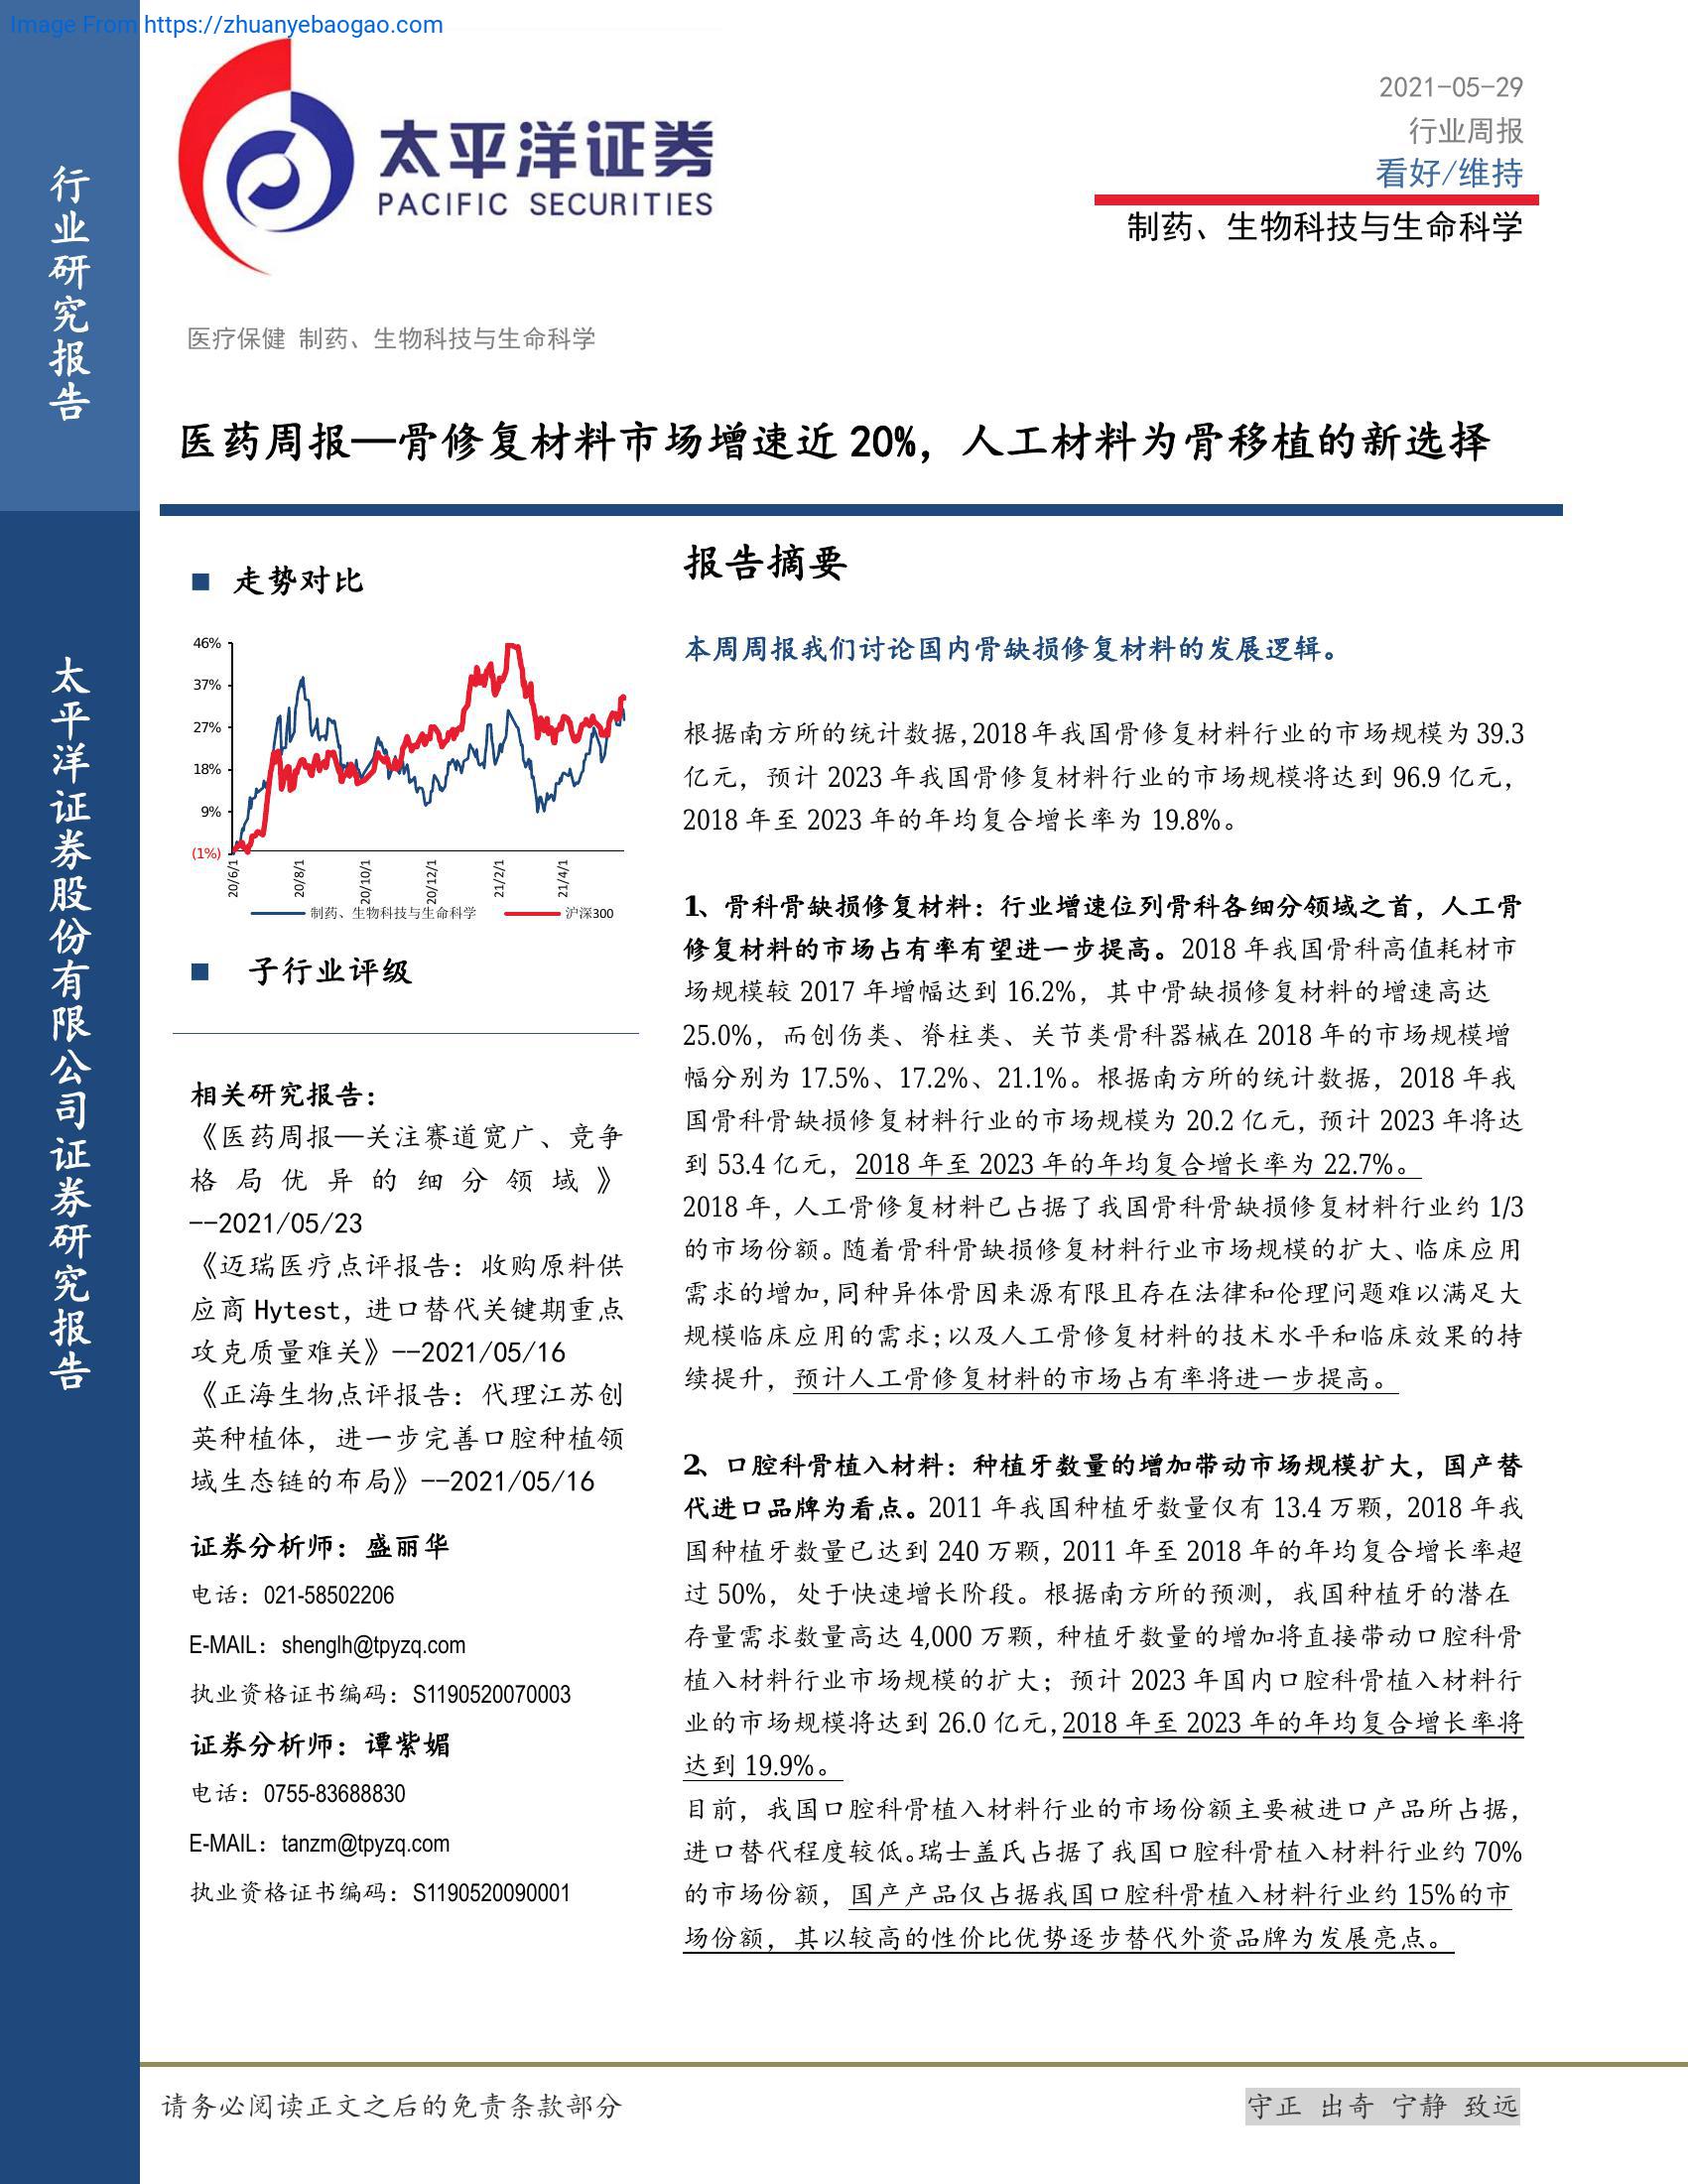 Image From https://zhuanyebaogao.com
行业研究报告
太平洋证券股份有限公司证券研究报告
太平洋证券
PACIFIC SECURITIES
2021-05-29
行业周报
看好/维持
制药、生物科技与生命科学
医疗保健 制药、生物科技与生命科学
医药周报—骨修复材料市场增速近 20%，人工材料为骨移植的新选择
■ 走势对比
46%
37%
27%
18%
9%
(1%)
20/6/1
20/8/1
20/10/1
20/12/1
21/2/1
21/4/1
制药、生物科技与生命科学
沪深300
■ 子行业评级
相关研究报告：
《医药周报—关注赛道宽广、竞争
格局优异的细分领域》
--2021/05/23
《迈瑞医疗点评报告：收购原料供
应商 Hytest，进口替代关键期重点
攻克质量难关》--2021/05/16
《正海生物点评报告：代理江苏创
英种植体，进一步完善口腔种植领
域生态链的布局》--2021/05/16
证券分析师：盛丽华
电话：021-58502206
E-MAIL：shenglh@tpyzq.com
执业资格证书编码：S1190520070003
证券分析师：谭紫媚
电话：0755-83688830
E-MAIL：tanzm@tpyzq.com
执业资格证书编码：S1190520090001
报告摘要
本周周报我们讨论国内骨缺损修复材料的发展逻辑。
根据南方所的统计数据，2018 年我国骨修复材料行业的市场规模为 39.3
亿元，预计 2023 年我国骨修复材料行业的市场规模将达到 96.9 亿元，
2018 年至 2023 年的年均复合增长率为 19.8%。
1、骨科骨缺损修复材料：行业增速位列骨科各细分领域之首，人工骨
修复材料的市场占有率有望进一步提高。2018 年我国骨科高值耗材市
场规模较 2017 年增幅达到 16.2%，其中骨缺损修复材料的增速高达
25.0%，而创伤类、脊柱类、关节类骨科器械在 2018 年的市场规模增
幅分别为 17.5%、17.2%、21.1%。根据南方所的统计数据，2018 年我
国骨科骨缺损修复材料行业的市场规模为 20.2 亿元，预计 2023 年将达
到 53.4 亿元，2018 年至 2023 年的年均复合增长率为 22.7%。
2018 年，人工骨修复材料已占据了我国骨科骨缺损修复材料行业约 1/3
的市场份额。随着骨科骨缺损修复材料行业市场规模的扩大、临床应用
需求的增加，同种异体骨因来源有限且存在法律和伦理问题难以满足大
规模临床应用的需求；以及人工骨修复材料的技术水平和临床效果的持
续提升，预计人工骨修复材料的市场占有率将进一步提高。
2、口腔科骨植入材料：种植牙数量的增加带动市场规模扩大，国产替
代进口品牌为看点。2011 年我国种植牙数量仅有 13.4 万颗，2018 年我
国种植牙数量已达到 240 万颗，2011 年至 2018 年的年均复合增长率超
过 50%，处于快速增长阶段。根据南方所的预测，我国种植牙的潜在
存量需求数量高达 4,000 万颗，种植牙数量的增加将直接带动口腔科骨
植入材料行业市场规模的扩大；预计 2023 年国内口腔科骨植入材料行
业的市场规模将达到 26.0 亿元，2018 年至 2023 年的年均复合增长率将
达到 19.9%。
目前，我国口腔科骨植入材料行业的市场份额主要被进口产品所占据，
进口替代程度较低。瑞士盖氏占据了我国口腔科骨植入材料行业约 70%
的市场份额，国产产品仅占据我国口腔科骨植入材料行业约 15%的市
场份额，其以较高的性价比优势逐步替代外资品牌为发展亮点。
请务必阅读正文之后的免责条款部分
守正 出奇 宁静 致远